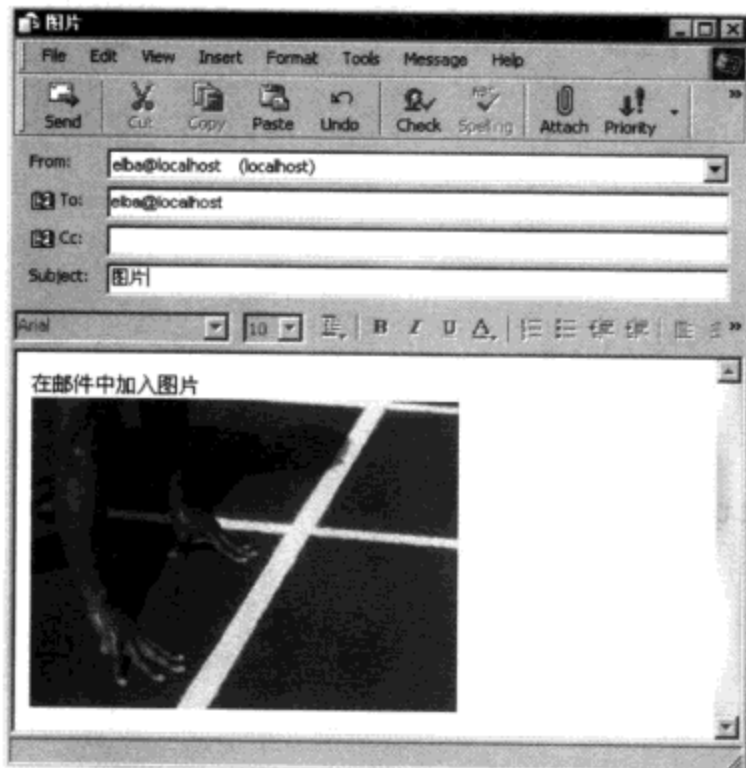 图片
File Edit View Insert Format Tools Message Help
Send Cut Copy Paste Undo Check Spelling Attach Priority
From: elba@localhost (localhost)
To: elba@localhost
Cc:
Subject: 图片
Arial 10 B I U A
在邮件中加入图片